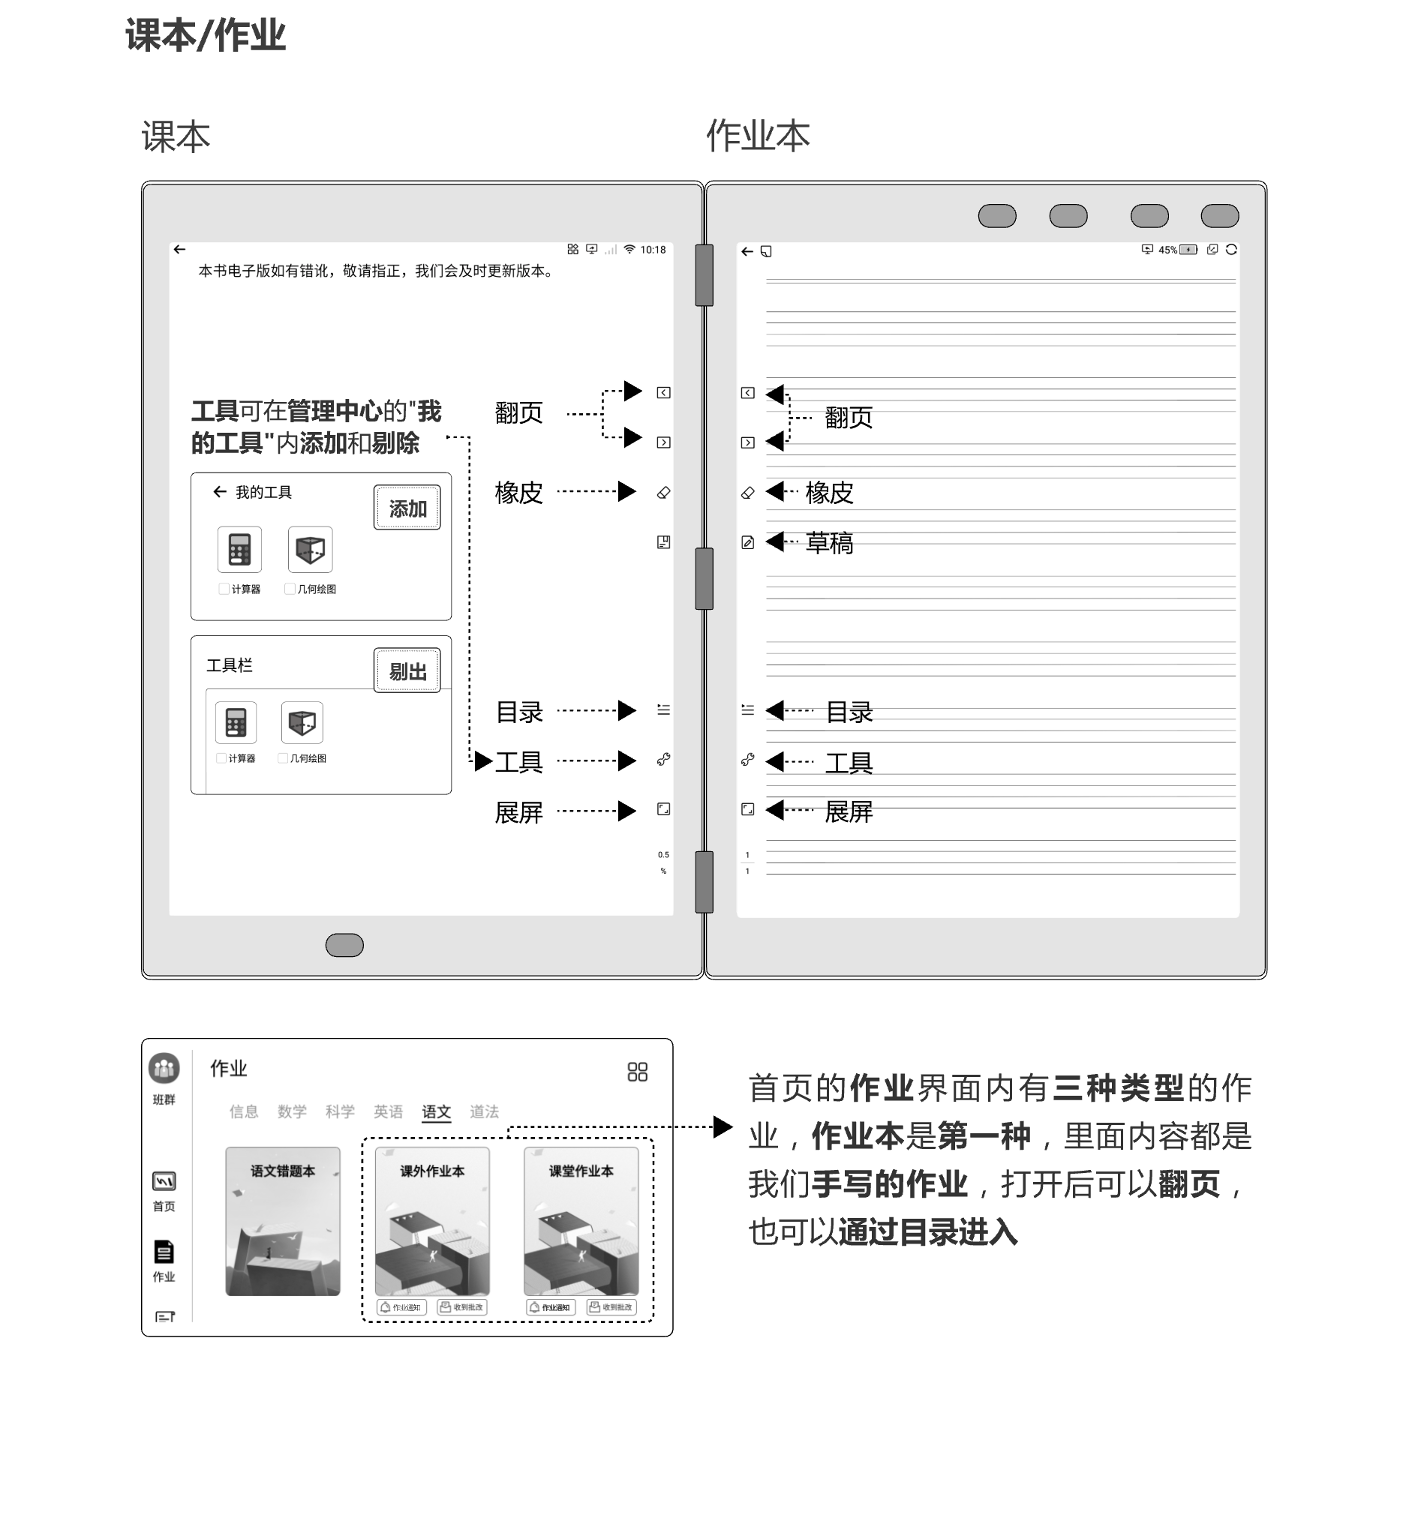 课本/作业
课本
作业本
10:18
本书电子版如有错讹，敬请指正，我们会及时更新版本。
工具可在管理中心的"我
的工具"内添加和剔除
我的工具
添加
计算器
几何绘图
工具栏
剔出
计算器
几何绘图
翻页
橡皮
目录
工具
展屏
0.5
%
45%
翻页
橡皮
草稿
目录
工具
展屏
1
1
班群
首页
作业
作业
信息 数学 科学 英语 语文 道法
语文错题本
课外作业本
课堂作业本
作业通知 收到批改
作业通知 收到批改
首页的作业界面内有三种类型的作
业，作业本是第一种，里面内容都是
我们手写的作业，打开后可以翻页，
也可以通过目录进入